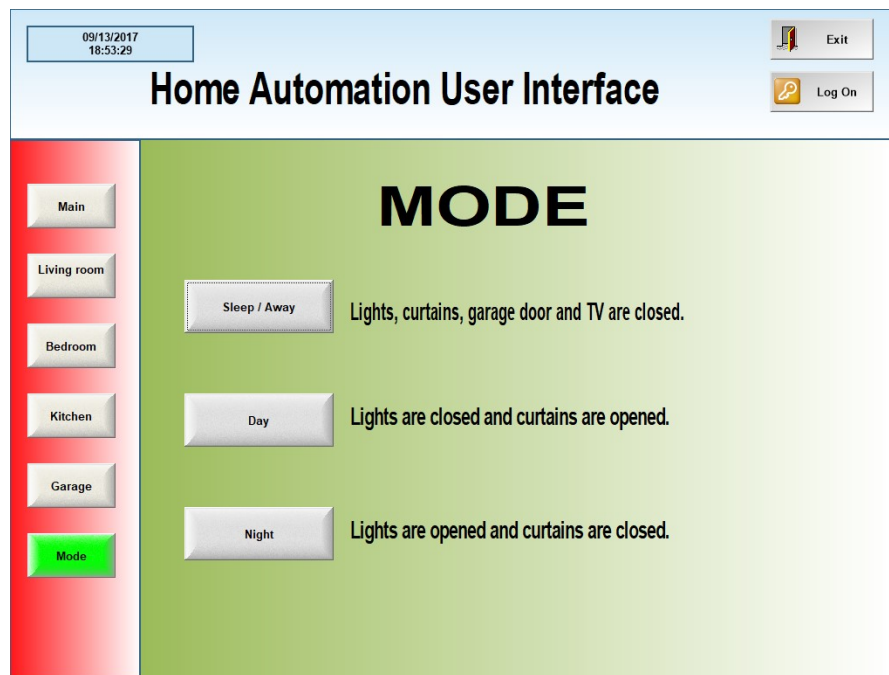 09/13/2017
18:53:29
Exit
Home Automation User Interface
Log On
Main
Living room
Bedroom
Kitchen
Garage
Mode
MODE
Sleep / Away
Lights, curtains, garage door and TV are closed.
Day
Lights are closed and curtains are opened.
Night
Lights are opened and curtains are closed.